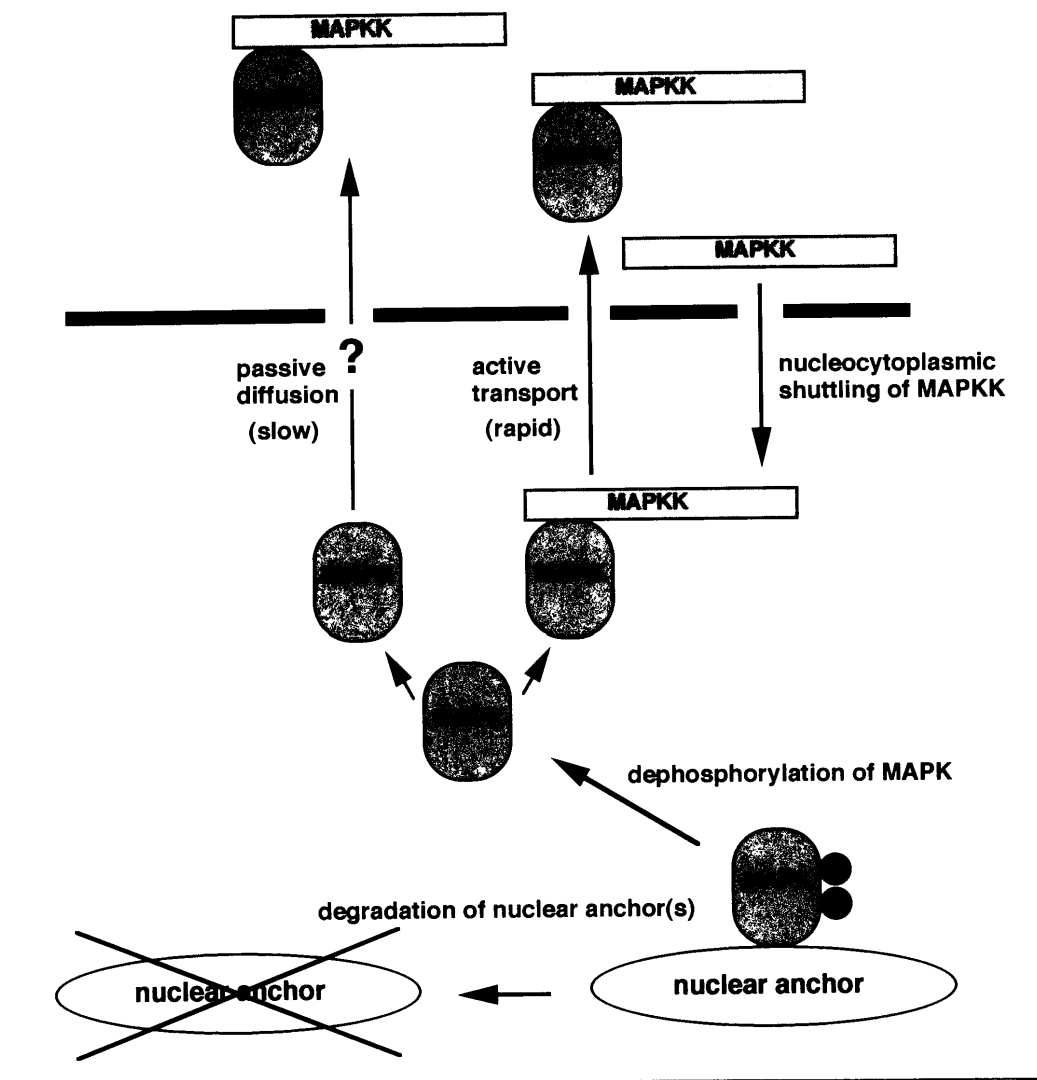 MAPKK
MAPKK
MAPKK
passive
diffusion
(slow)
?
active
transport
(rapid)
nucleocytoplasmic
shuttling of MAPKK
MAPKK
dephosphorylation of MAPK
degradation of nuclear anchor(s)
nuclear anchor
nuclear anchor